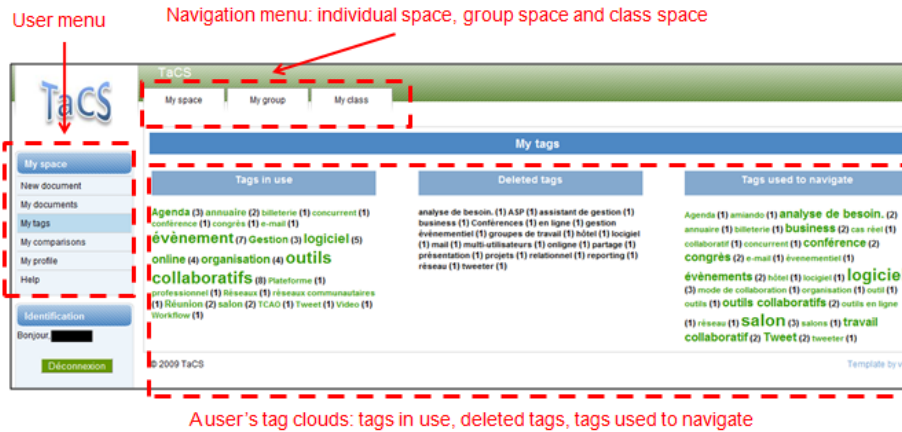 User menu
Navigation menu: individual space, group space and class space
TaCS
TaCS
My space
My group
My class
My tags
My space
New document
My documents
My tags
My comparisons
My profile
Help
Identification
Bonjour,
Déconnexion
Tags in use
Agenda (3) annuaire (2) billeterie (1) concurrent (1)
conférence (1) congrès (1) e-mail (1)
évènement (7) Gestion (3) logiciel (5)
online (4) organisation (4) outils
collaboratifs (8) Plateforme (1)
professionnel (1) Réseaux (1) réseaux communautaires
(1) Réunion (2) salon (2) TCAO (1) Tweet (1) Video (1)
Workflow (1)
Deleted tags
analyse de besoin. (1) ASP (1) assistant de gestion (1)
business (1) Conférences (1) en ligne (1) gestion
évènementiel (1) groupes de travail (1) hôtel (1) locigiel
(1) mail (1) multi-utilisateurs (1) onligne (1) partage (1)
présentation (1) projets (1) relationnel (1) reporting (1)
réseau (1) tweeter (1)
Tags used to navigate
Agenda (1) amiando (1) analyse de besoin. (2)
annuaire (1) billeterie (1) business (2) cas réel (1)
collaboratif (1) concurrent (1) conférence (2)
congrès (2) e-mail (1) évenementiel (1)
évènements (2) hôtel (1) locigiel (1) logicie
(3) mode de collaboration (1) organisation (1) outil (1)
outils (1) outils collaboratifs (2) outils en ligne
(1) réseau (1) salon (3) salons (1) travail
collaboratif (2) Tweet (2) tweeter (1)
© 2009 TaCS
Template by v
A user's tag clouds: tags in use, deleted tags, tags used to navigate